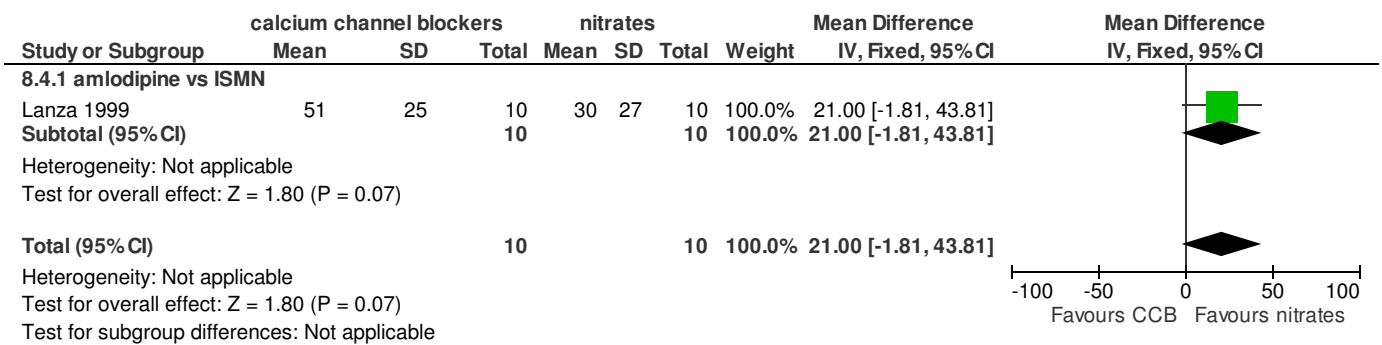 calcium channel blockers nitrates Mean Difference Mean Difference
Study or Subgroup Mean SD Total Mean SD Total Weight IV, Fixed, 95% CI IV, Fixed, 95% CI
8.4.1 amlodipine vs ISMN
Lanza 1999 51 25 10 30 27 10 100.0% 21.00 [-1.81, 43.81]
Subtotal (95% CI) 10 10 100.0% 21.00 [-1.81, 43.81]
Heterogeneity: Not applicable
Test for overall effect: Z = 1.80 (P = 0.07)
Total (95% CI) 10 10 100.0% 21.00 [-1.81, 43.81]
Heterogeneity: Not applicable
Test for overall effect: Z = 1.80 (P = 0.07)
Test for subgroup differences: Not applicable
-100 -50 0 50 100
Favours CCB Favours nitrates